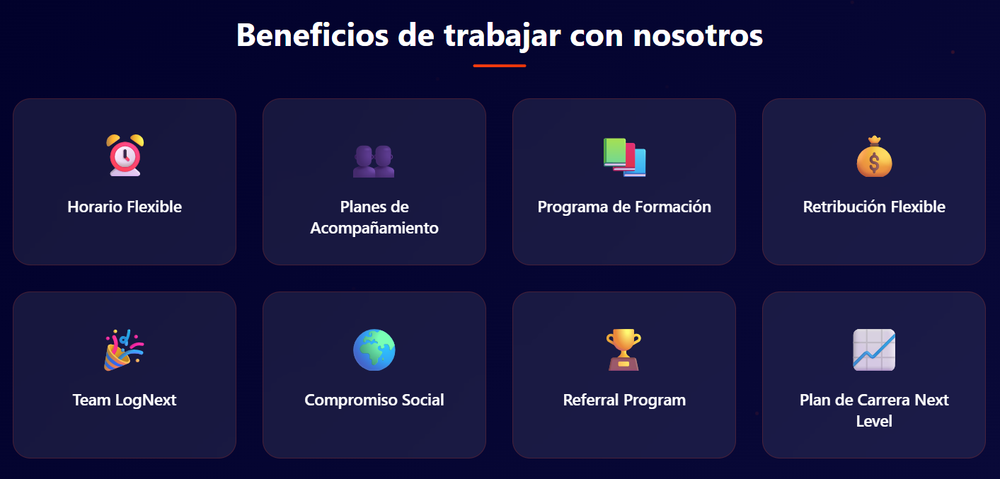 Beneficios de trabajar con nosotros
Horario Flexible
Planes de
Acompañamiento
Programa de Formación
Retribución Flexible
Team LogNext
Compromiso Social
Referral Program
Plan de Carrera Next
Level